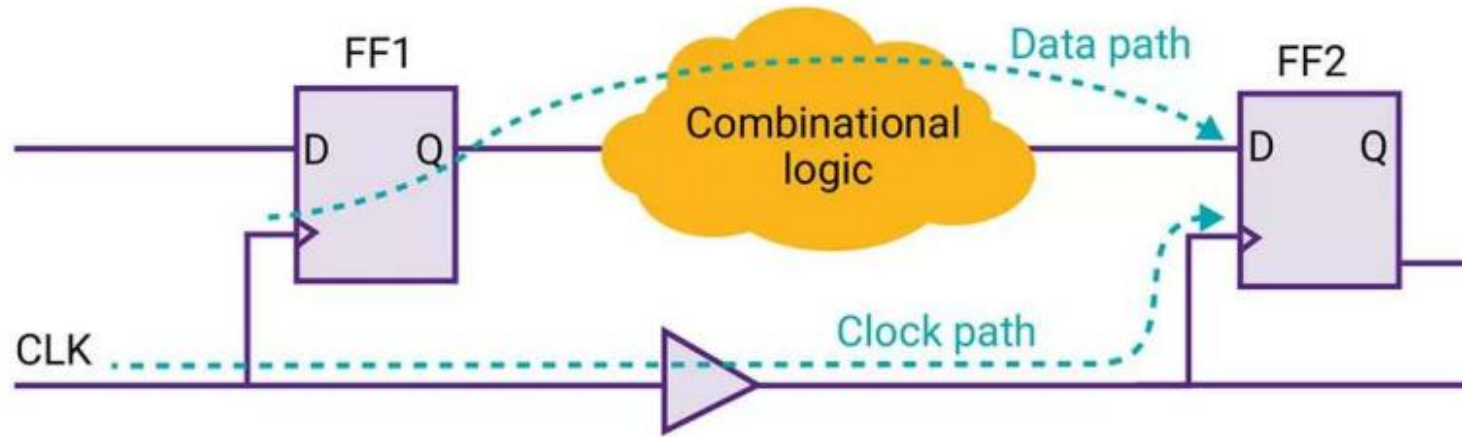 FF1
Data path
FF2
Combinational
logic
D
Q
D
Q
CLK
Clock path